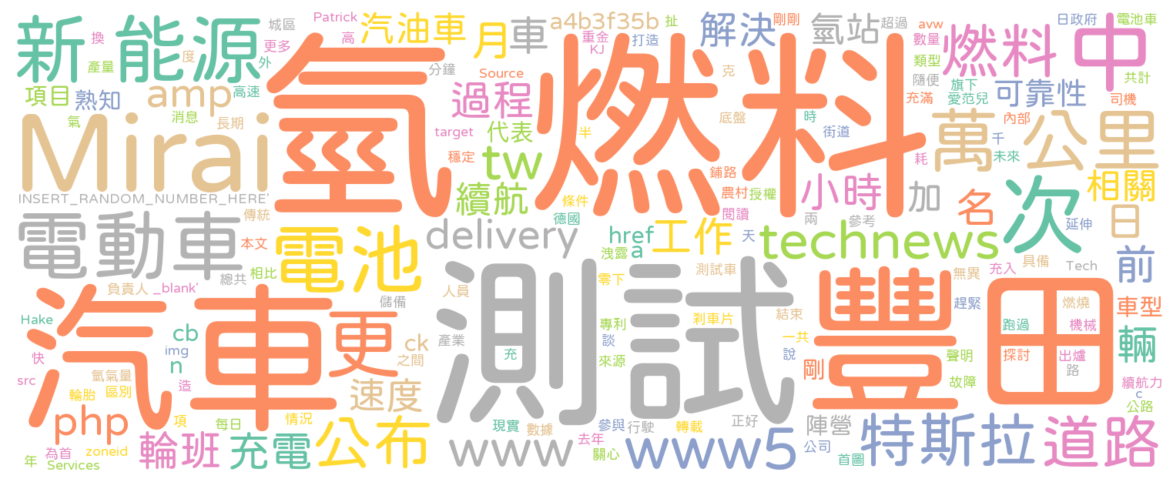 新 能源
城區
Patrick
高
汽油車
月
車
a4b3f35b
扯
重金
KJ
打造
解決
剛剛
氫站
超過
avw
數量
類型
隨便
充滿
燃料
中
日政府
電池車
共計
司機
換
更多
產量
度
外
項目
熟知
amp
高速
消息
氣
長期
分鐘
Source
過程
target
代表
穩定
tw
半
克
底盤
時
街道
旗下
愛范兒
可靠性
內部
千
未來
耗
Mirai
氫 燃料
萬 公里
INSERT_RANDOM_NUMBER_HERE'
傳統
續航
條件
德國
鋪路
農村
授權
閱讀
小時
加
兩
參考
名
次
相關
日
延伸
電動車
本文
總共
相比
電池
delivery
洩露
href
a
工作
天
technews
前
負責人
_blank'
儲備
人員
零下
測試車
無異
充入
具備
Tech
趕緊
燃燒
車型
Hake
快
src
汽車
cb
n
img
造
更
ck
之間
產業
測試
充
專利
談
來源
剎車片
結束
一共
說
剛
豐田
聲明
故障
跑過
機械
探討
出爐
路
輛
續航力
c
公路
氫氣量
輪胎
區別
速度
php
項
每日
情況
現實
數據
參與
行駛
去年
關心
轉載
正好
陣營
公司
首圖
年
為首
Services
zoneid
輪班
充電
公布
www
www5
特斯拉
道路